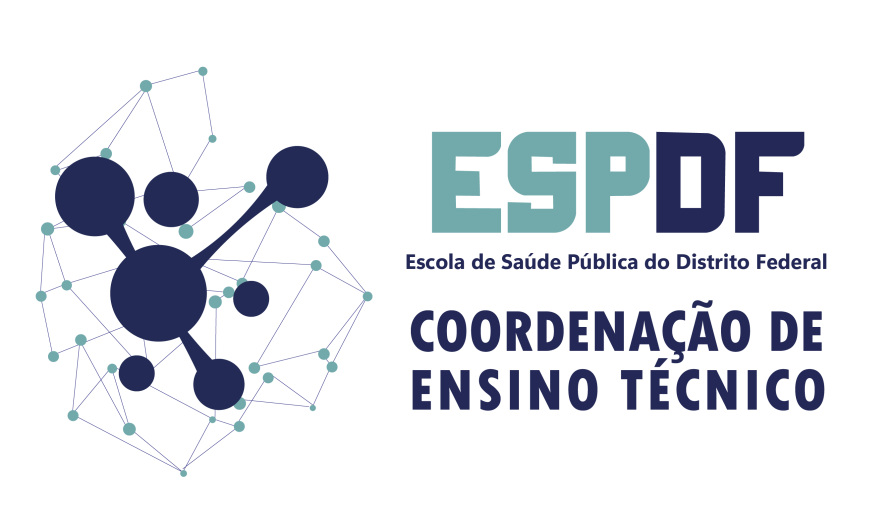 ESPDF
Escola de Saúde Pública do Distrito Federal
COORDENAÇÃO DE
ENSINO TÉCNICO